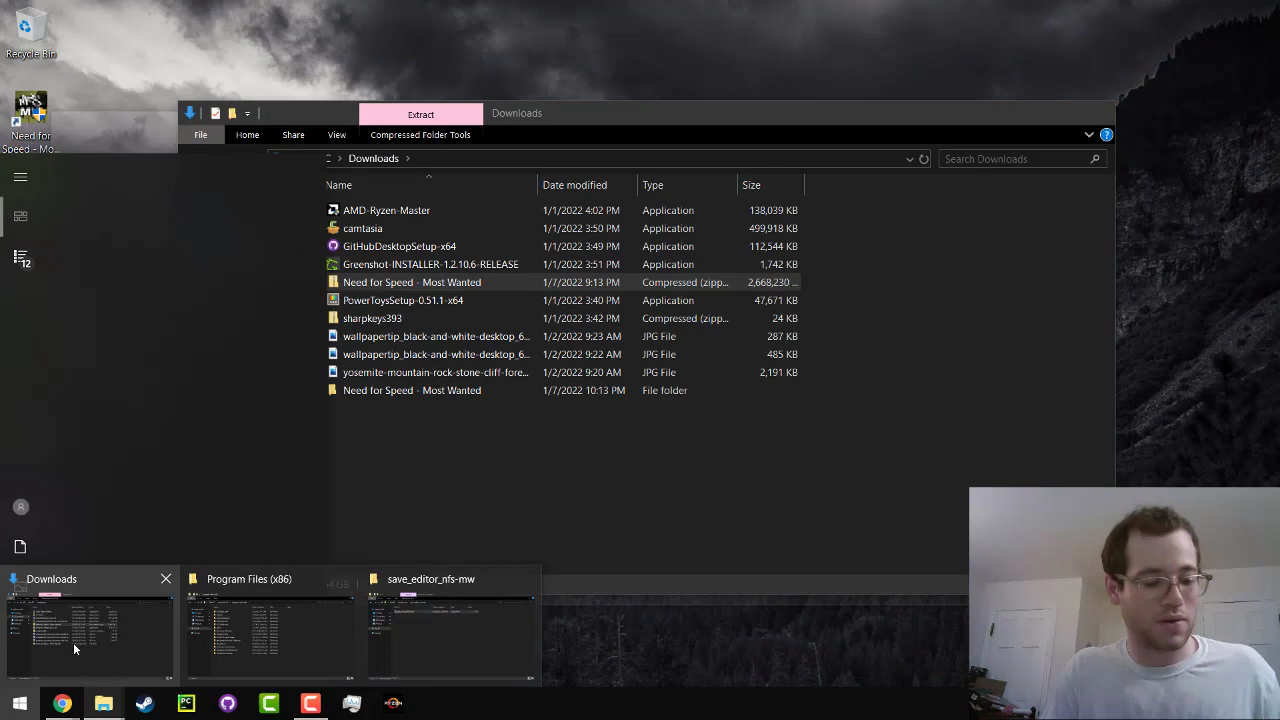 Recycle Bin
Need for
Speed - Mo...
Extract
Downloads
File
Home
Share
View
Compressed Folder Tools
Downloads
Search Downloads
Name
Date modified
Type
Size
AMD-Ryzen-Master 1/1/2022 4:02 PM Application 138,039 KB
camtasia 1/1/2022 3:50 PM Application 499,918 KB
GitHubDesktopSetup-x64 1/1/2022 3:49 PM Application 112,544 KB
Greenshot-INSTALLER-1.2.10.6-RELEASE 1/1/2022 3:51 PM Application 1,742 KB
Need for Speed - Most Wanted 1/7/2022 9:13 PM Compressed (zipp... 2,668,230 ...
PowerToysSetup-0.51.1-x64 1/1/2022 3:40 PM Application 47,671 KB
sharpkeys393 1/1/2022 3:42 PM Compressed (zipp... 24 KB
wallpapertip_black-and-white-desktop_6... 1/2/2022 9:23 AM JPG File 287 KB
wallpapertip_black-and-white-desktop_6... 1/2/2022 9:22 AM JPG File 485 KB
yosemite-mountain-rock-stone-cliff-fore... 1/2/2022 9:20 AM JPG File 2,191 KB
Need for Speed - Most Wanted 1/7/2022 10:13 PM File folder
12
Downloads
Program Files (x86)
save_editor_nfs-mw
PC
RYZEN